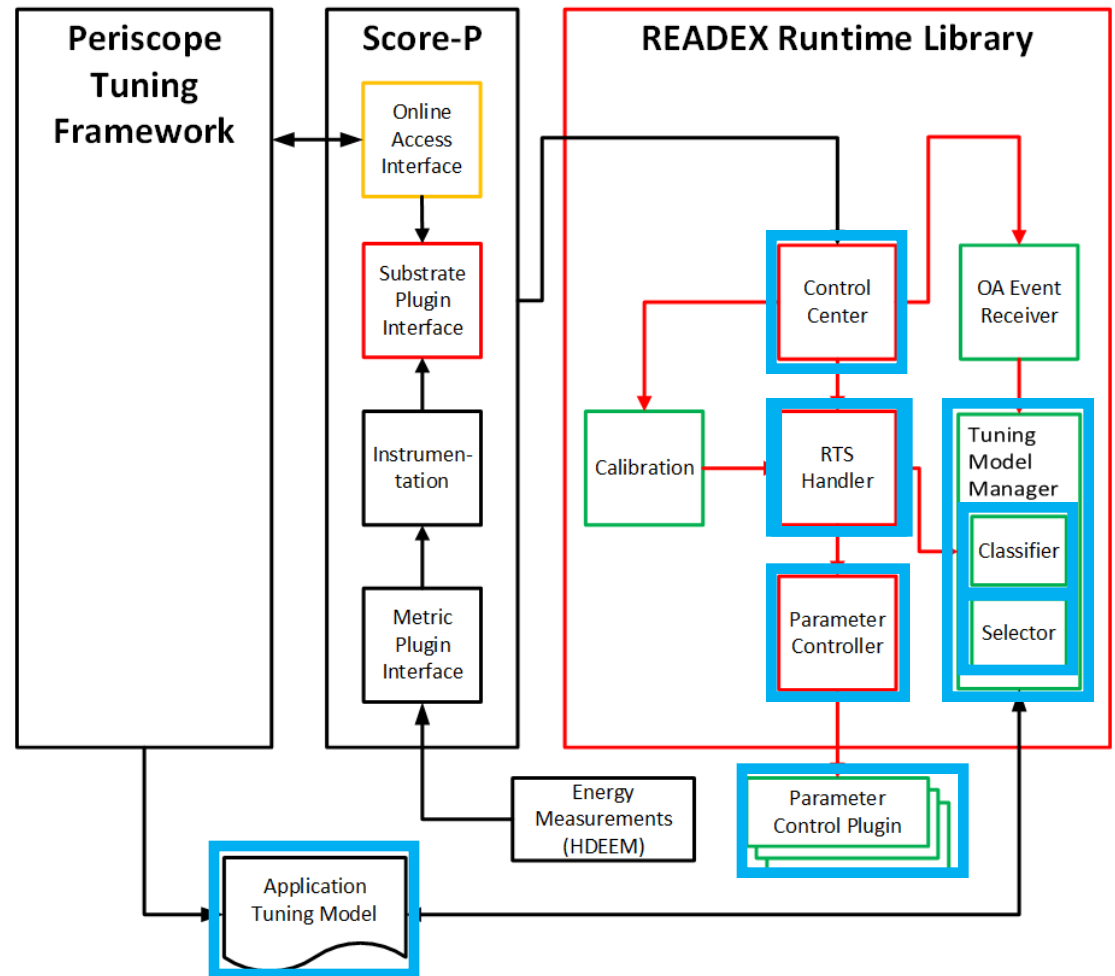 Periscope
Tuning
Framework
Score-P
Online
Access
Interface
Substrate
Plugin
Interface
Instrumen-
tation
Metric
Plugin
Interface
Energy
Measurements
(HDEEM)
Application
Tuning Model
READEX Runtime Library
Control
Center
OA Event
Receiver
Calibration
RTS
Handler
Tuning
Model
Manager
Classifier
Selector
Parameter
Controller
Parameter
Control Plugin